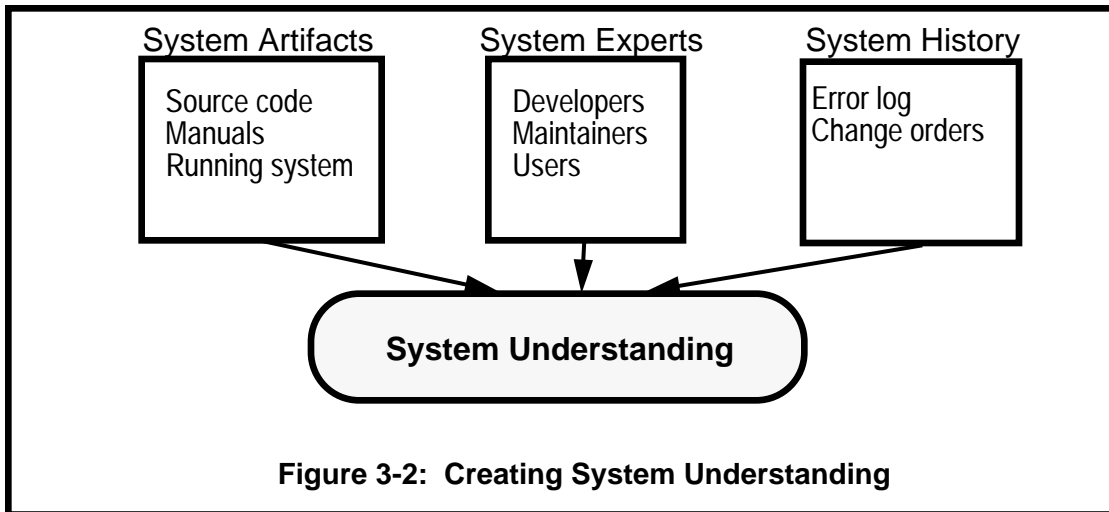 System Artifacts
Source code
Manuals
Running system
System Experts
Developers
Maintainers
Users
System History
Error log
Change orders
System Understanding
Figure 3-2: Creating System Understanding